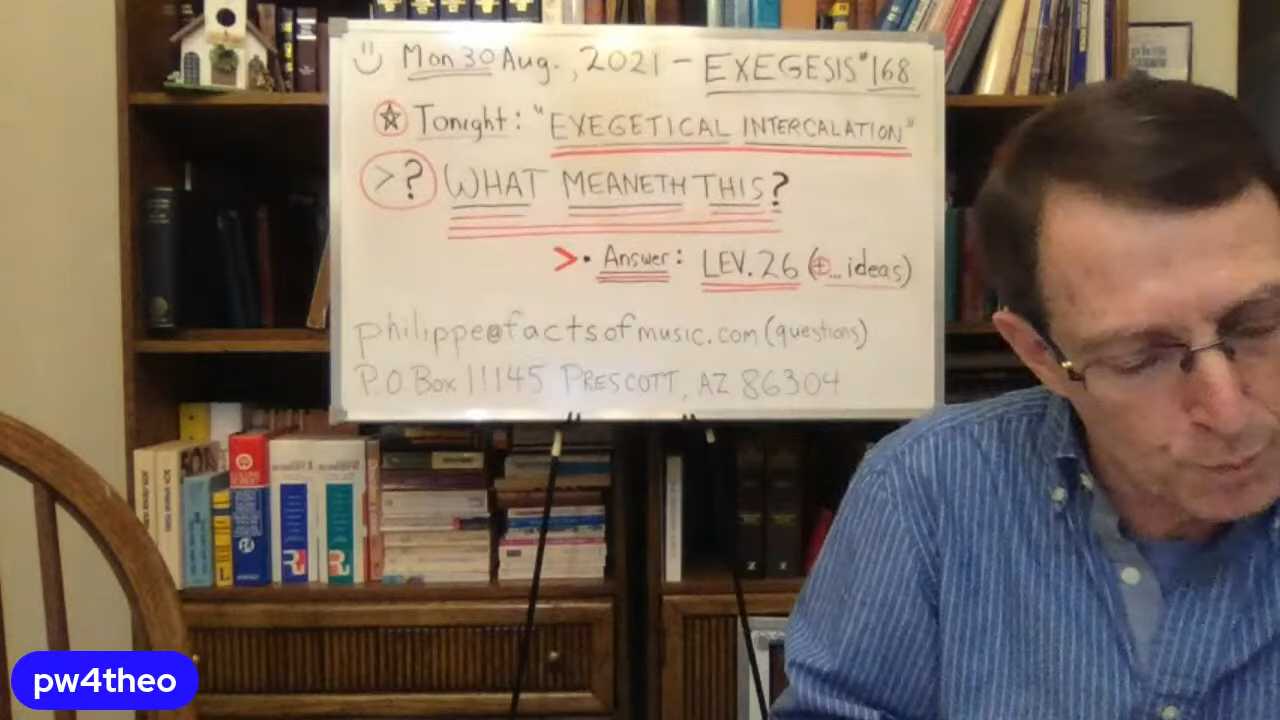 Mon 30 Aug., 2021 - EXEGESIS #168
Tonight: "EXEGETICAL INTERCALATION"
>? WHAT MEANETH THIS?
> • Answer: LEV. 26 (+... ideas)
philippe@factsofmusic.com (questions)
P.O Box 11145 PRESCOTT, AZ 86304
pw4theo